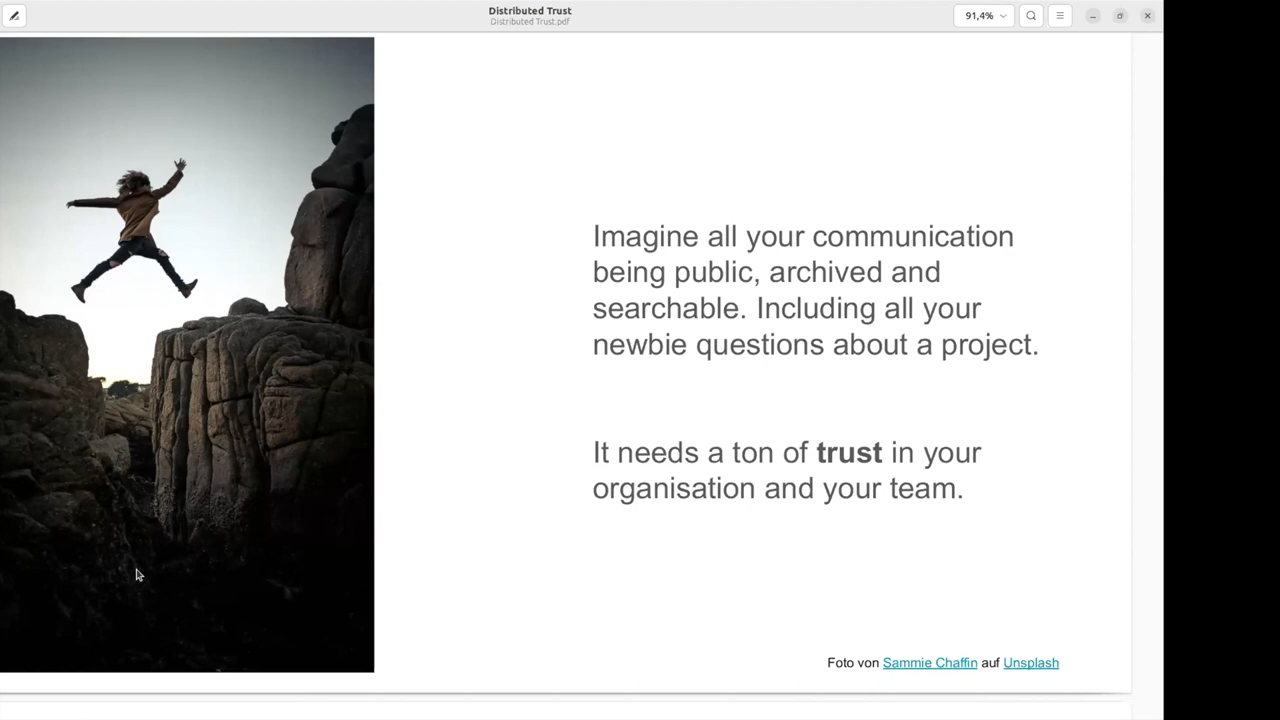 Distributed Trust
Distributed Trust.pdf
91,4%
Imagine all your communication
being public, archived and
searchable. Including all your
newbie questions about a project.
It needs a ton of trust in your
organisation and your team.
Foto von Sammie Chaffin auf Unsplash